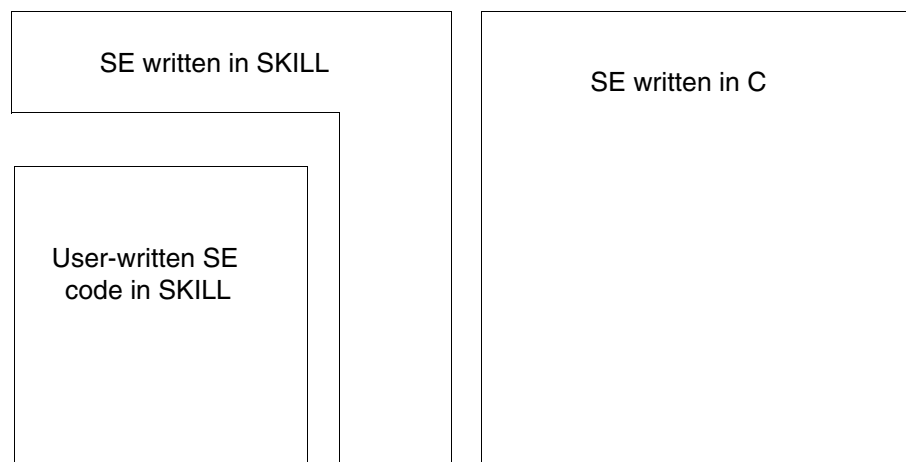 SE written in SKILL
SE written in C
User-written SE
code in SKILL